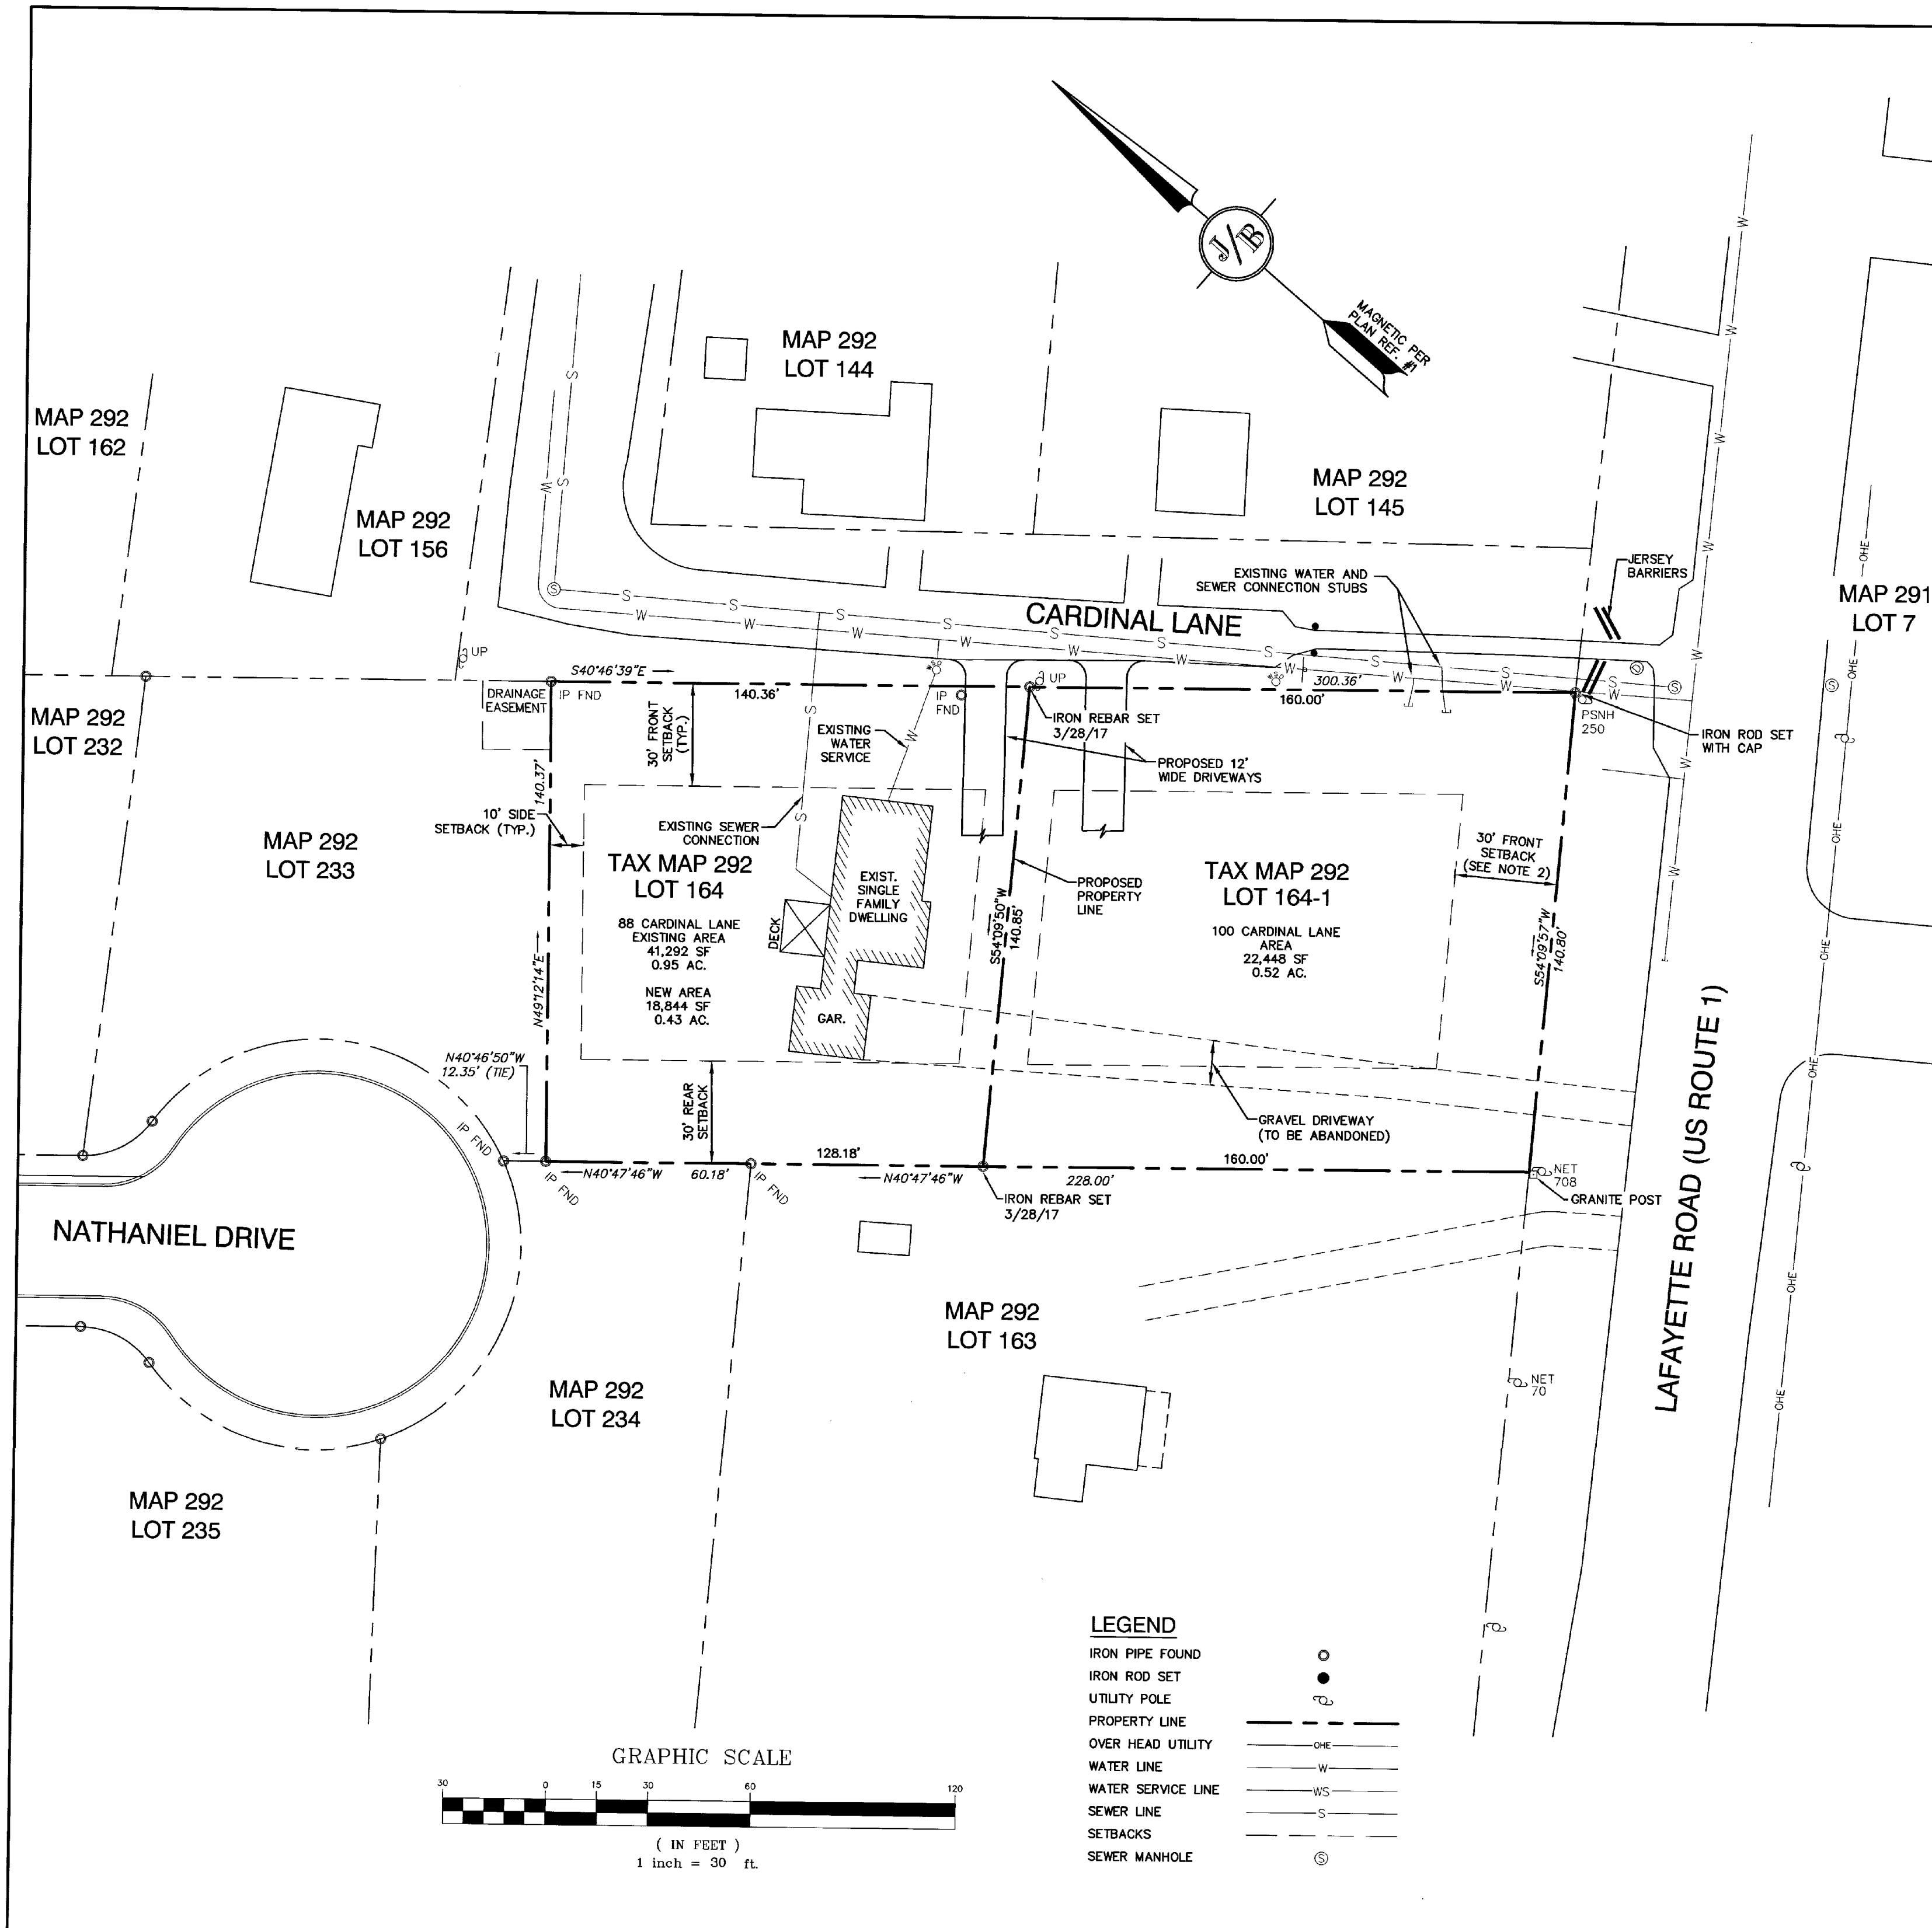 J/B
MAGNETIC PER
PLAN REF. #1
MAP 292
LOT 144
MAP 292
LOT 162
MAP 292
LOT 156
MAP 292
LOT 145
JERSEY
BARRIERS
EXISTING WATER AND
SEWER CONNECTION STUBS
MAP 291
LOT 7
CARDINAL LANE
UP
S40°46'39"E
140.36'
UP
300.36'
160.00'
DRAINAGE
EASEMENT
IP FND
IP
FND
PSNH
250
MAP 292
LOT 232
30' FRONT
SETBACK
(TYP.)
EXISTING
WATER
SERVICE
IRON REBAR SET
3/28/17
IRON ROD SET
WITH CAP
PROPOSED 12'
WIDE DRIVEWAYS
140.37'
10' SIDE
SETBACK (TYP.)
EXISTING SEWER
CONNECTION
MAP 292
LOT 233
TAX MAP 292
LOT 164
88 CARDINAL LANE
EXISTING AREA
41,292 SF
0.95 AC.
NEW AREA
18,844 SF
0.43 AC.
DECK
EXIST.
SINGLE
FAMILY
DWELLING
GAR.
PROPOSED
PROPERTY
LINE
S54°09'50"W
140.85'
TAX MAP 292
LOT 164-1
100 CARDINAL LANE
AREA
22,448 SF
0.52 AC.
30' FRONT
SETBACK
(SEE NOTE 2)
S54°09'57"W
140.80'
N49°12'14"E
N40°46'50"W
12.35' (TIE)
30' REAR
SETBACK
GRAVEL DRIVEWAY
(TO BE ABANDONED)
LAFAYETTE ROAD (US ROUTE 1)
IP FND
N40°47'46"W
60.18'
128.18'
N40°47'46"W
228.00'
160.00'
IP FND
IP FND
IRON REBAR SET
3/28/17
NET
708
GRANITE POST
NATHANIEL DRIVE
MAP 292
LOT 163
NET
70
MAP 292
LOT 234
MAP 292
LOT 235
LEGEND
IRON PIPE FOUND
IRON ROD SET
UTILITY POLE
PROPERTY LINE
OVER HEAD UTILITY OHE
WATER LINE W
WATER SERVICE LINE WS
SEWER LINE S
SETBACKS
SEWER MANHOLE S
GRAPHIC SCALE
30 0 15 30 60 120
( IN FEET )
1 inch = 30 ft.